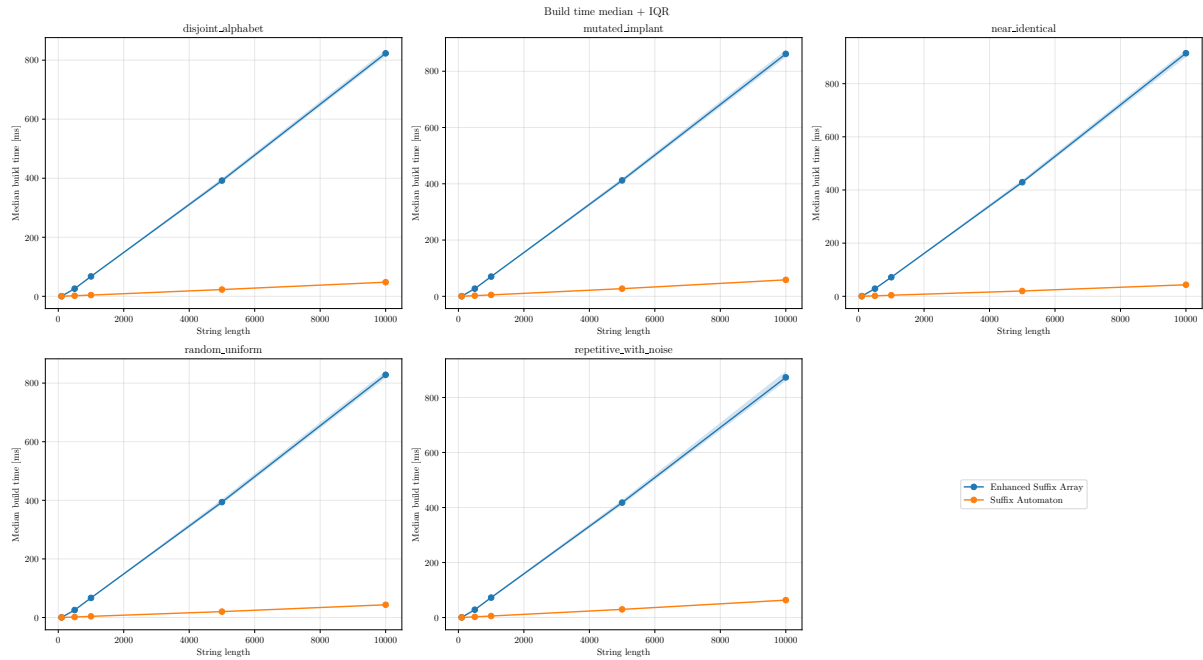 Build time median + IQR
disjoint_alphabet
800
600
400
200
0
Median build time [ms]
0 2000 4000 6000 8000 10000
String length
mutated_implant
800
600
400
200
0
Median build time [ms]
0 2000 4000 6000 8000 10000
String length
near_identical
800
600
400
200
0
Median build time [ms]
0 2000 4000 6000 8000 10000
String length
random_uniform
800
600
400
200
0
Median build time [ms]
0 2000 4000 6000 8000 10000
String length
repetitive_with_noise
800
600
400
200
0
Median build time [ms]
0 2000 4000 6000 8000 10000
String length
Enhanced Suffix Array
Suffix Automaton